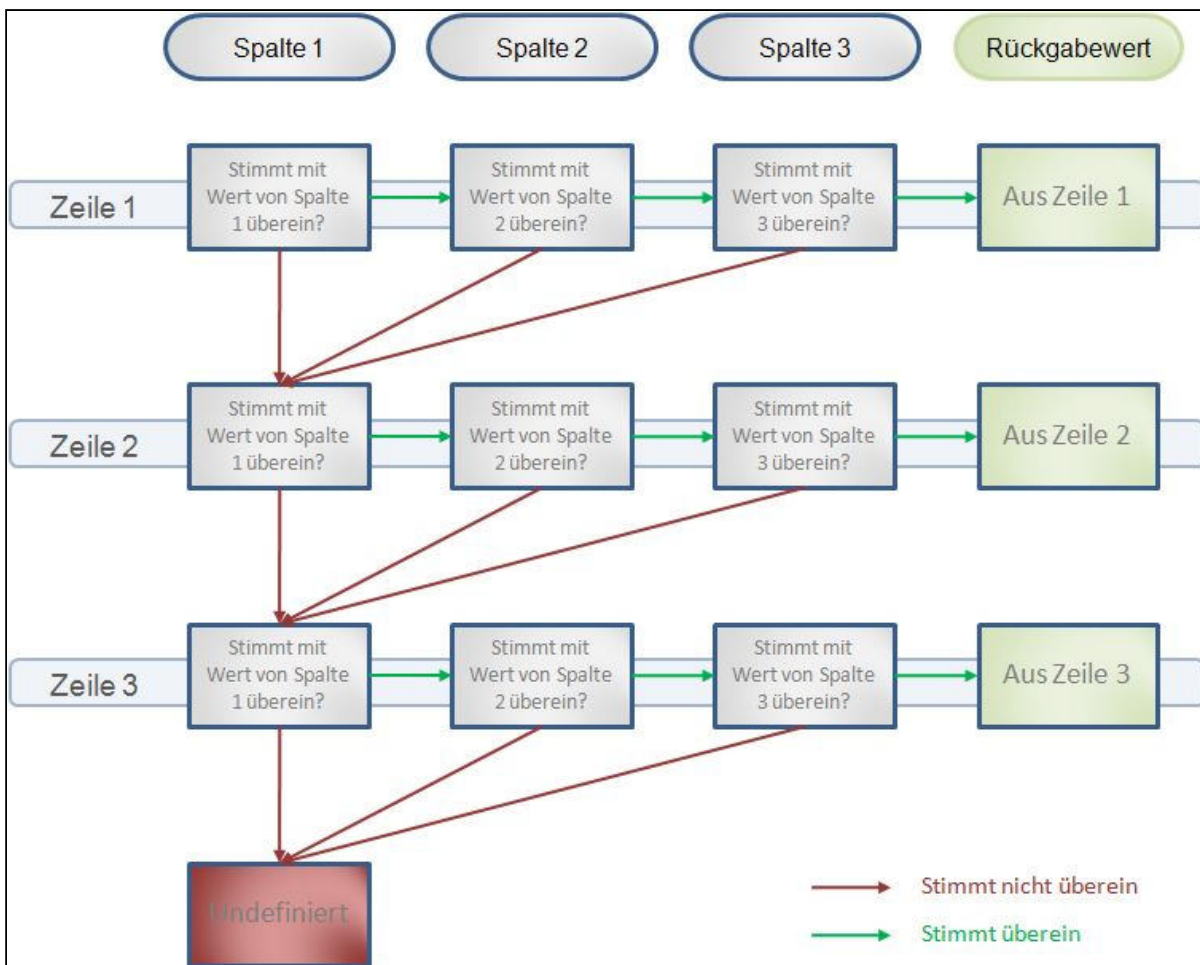 Spalte 1
Spalte 2
Spalte 3
Rückgabewert
Zeile 1
Stimmt mit
Wert von Spalte
1 überein?
Stimmt mit
Wert von Spalte
2 überein?
Stimmt mit
Wert von Spalte
3 überein?
Aus Zeile 1
Zeile 2
Stimmt mit
Wert von Spalte
1 überein?
Stimmt mit
Wert von Spalte
2 überein?
Stimmt mit
Wert von Spalte
3 überein?
Aus Zeile 2
Zeile 3
Stimmt mit
Wert von Spalte
1 überein?
Stimmt mit
Wert von Spalte
2 überein?
Stimmt mit
Wert von Spalte
3 überein?
Aus Zeile 3
Undefiniert
Stimmt nicht überein
Stimmt überein